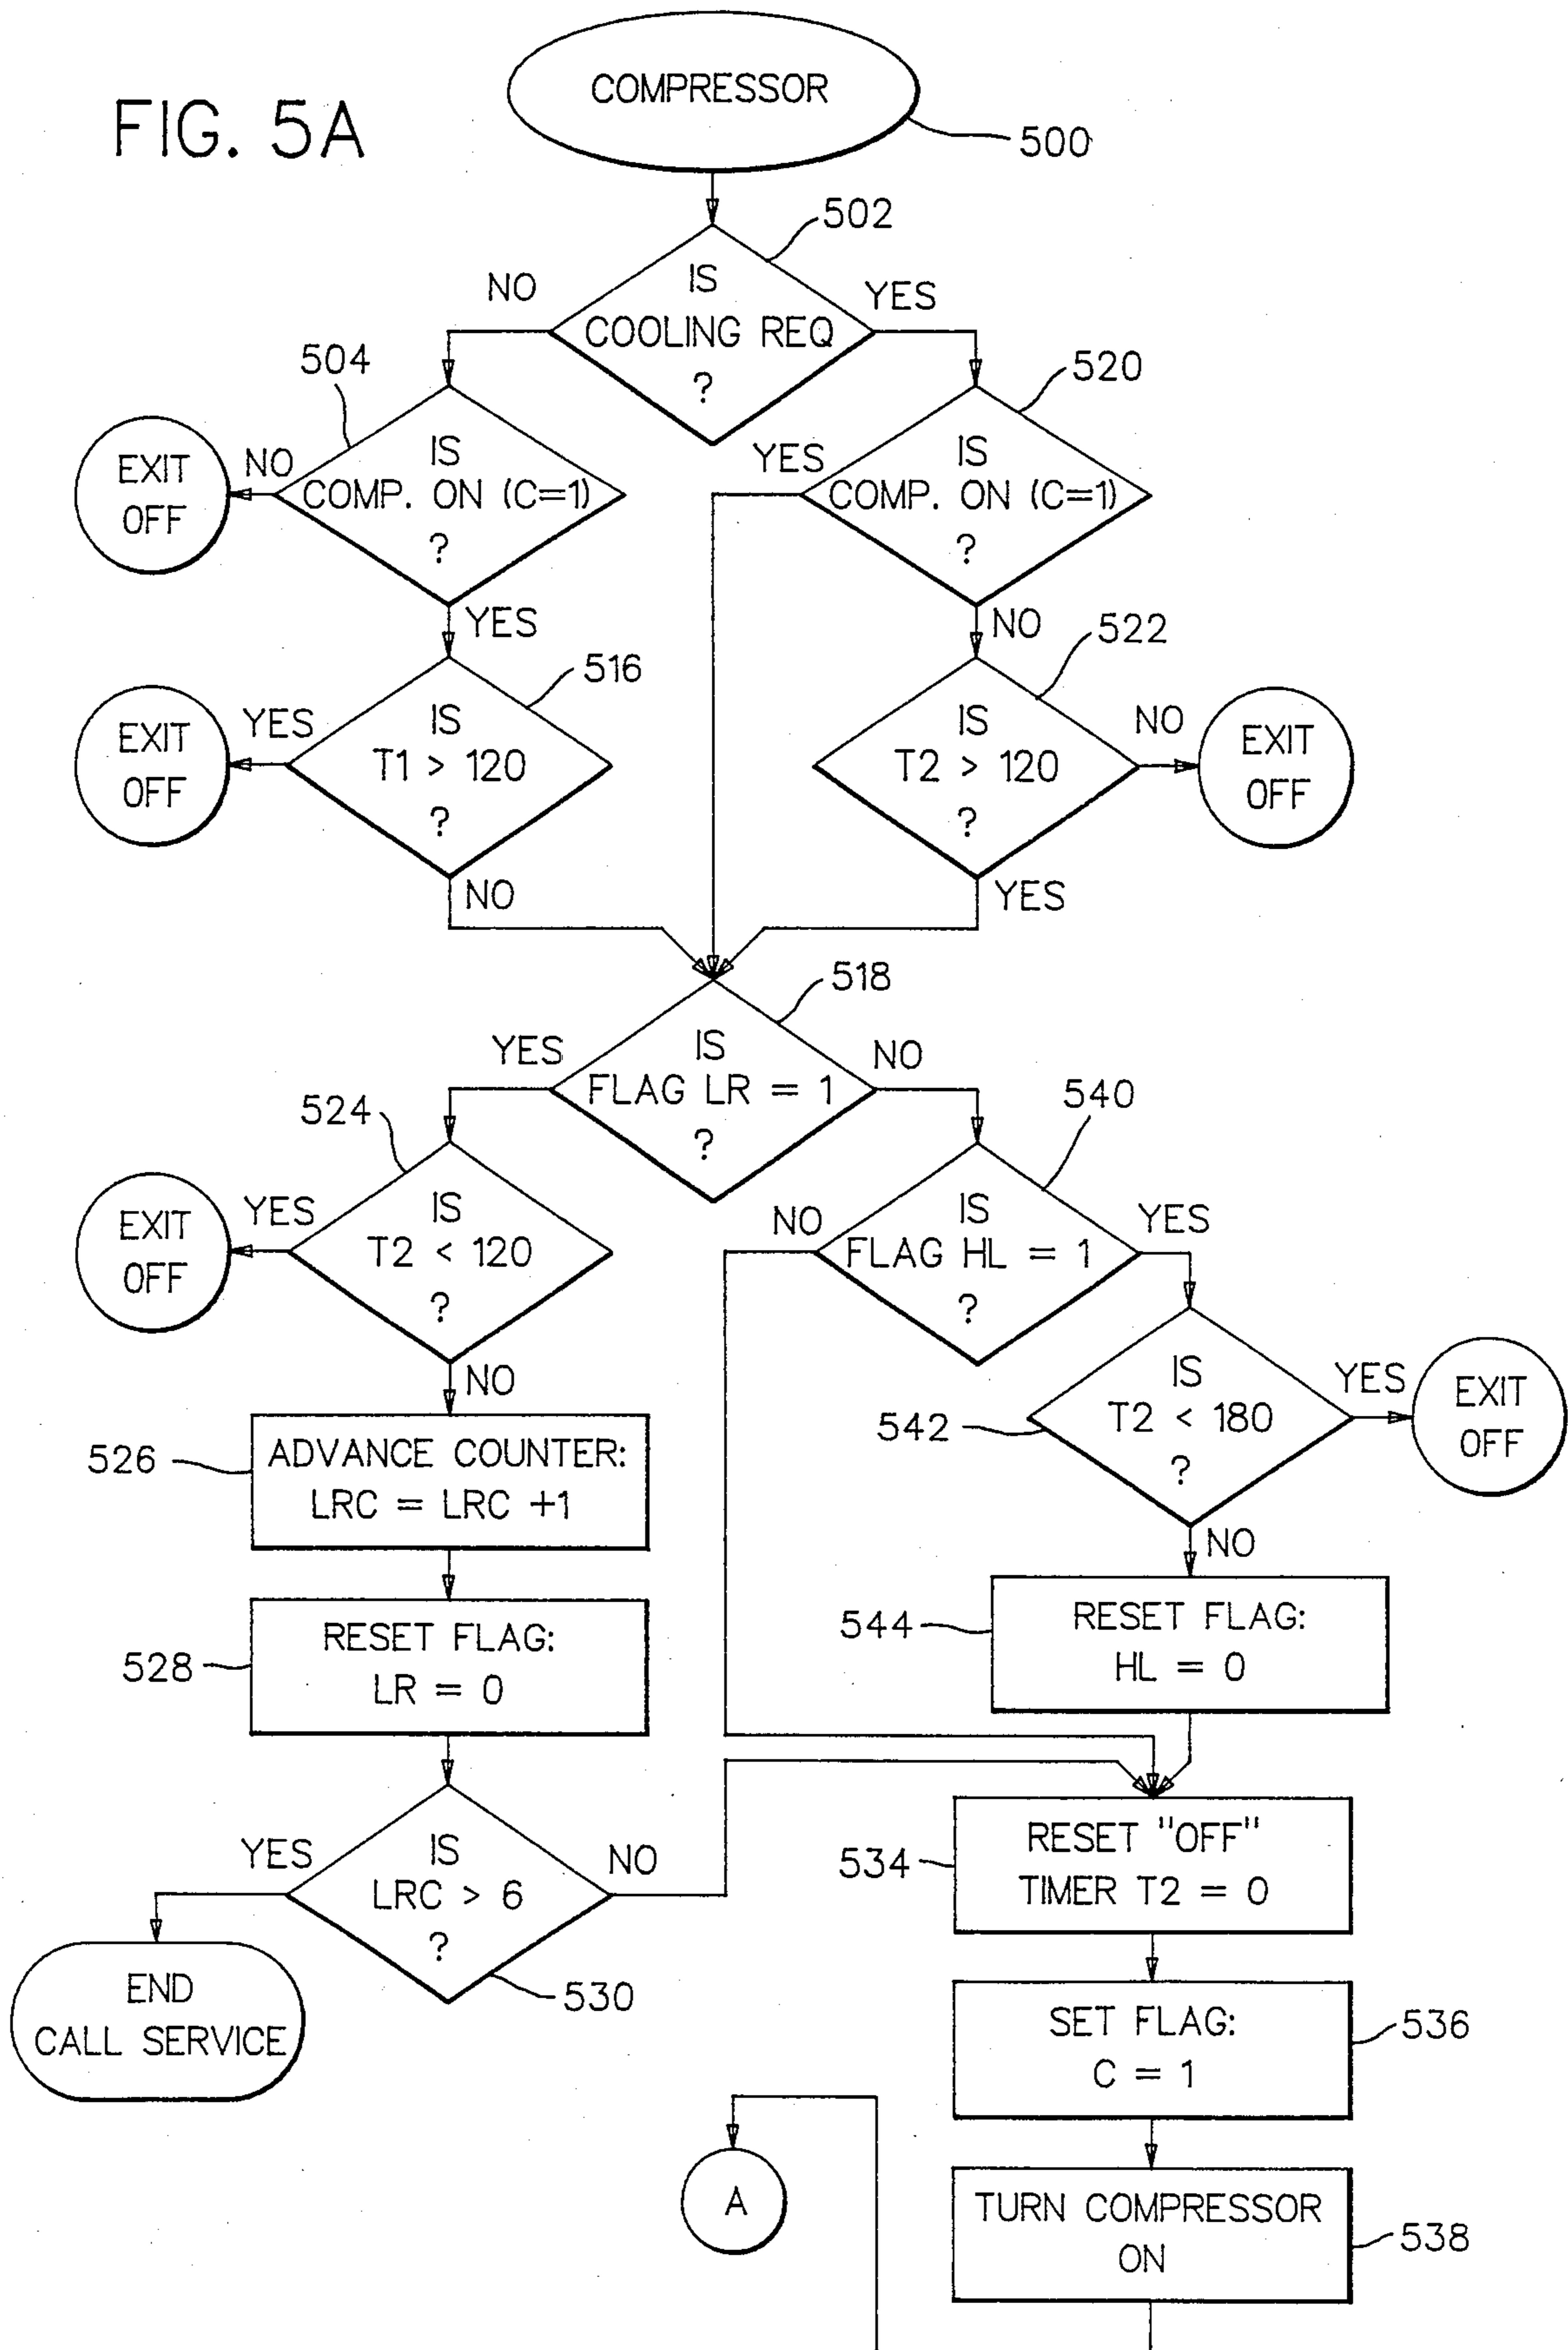 FIG. 5A
COMPRESSOR
500
502
IS
COOLING REQ
?
NO
YES
504
IS
COMP. ON (C=1)
?
NO
EXIT
OFF
YES
520
IS
COMP. ON (C=1)
?
YES
NO
516
IS
T1 > 120
?
YES
EXIT
OFF
NO
522
IS
T2 > 120
?
NO
EXIT
OFF
YES
518
IS
FLAG LR = 1
?
YES
NO
524
IS
T2 < 120
?
YES
EXIT
OFF
NO
540
IS
FLAG HL = 1
?
NO
YES
542
IS
T2 < 180
?
YES
EXIT
OFF
NO
526
ADVANCE COUNTER:
LRC = LRC +1
528
RESET FLAG:
LR = 0
544
RESET FLAG:
HL = 0
530
IS
LRC > 6
?
YES
NO
END
CALL SERVICE
534
RESET "OFF"
TIMER T2 = 0
536
SET FLAG:
C = 1
538
TURN COMPRESSOR
ON
A